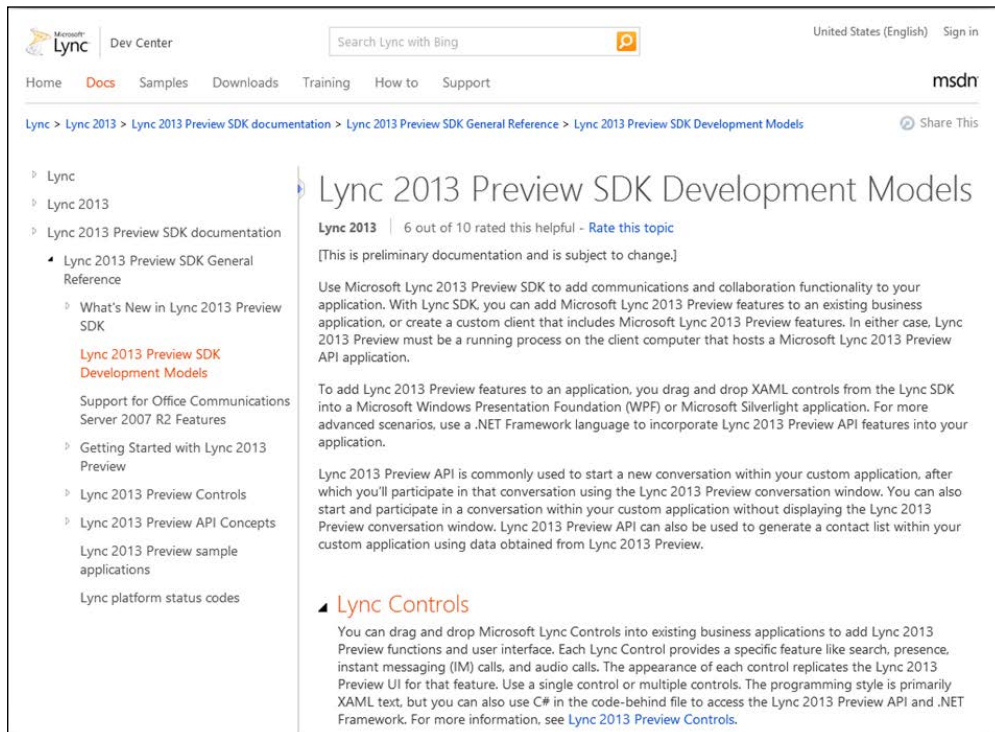 Microsoft®
Lync
Dev Center
Search Lync with Bing
United States (English) Sign in
Home Docs Samples Downloads Training How to Support
msdn
Lync > Lync 2013 > Lync 2013 Preview SDK documentation > Lync 2013 Preview SDK General Reference > Lync 2013 Preview SDK Development Models
Share This
Lync
Lync 2013
Lync 2013 Preview SDK documentation
Lync 2013 Preview SDK General
Reference
What's New in Lync 2013 Preview
SDK
Lync 2013 Preview SDK
Development Models
Support for Office Communications
Server 2007 R2 Features
Getting Started with Lync 2013
Preview
Lync 2013 Preview Controls
Lync 2013 Preview API Concepts
Lync 2013 Preview sample
applications
Lync platform status codes
Lync 2013 Preview SDK Development Models
Lync 2013 6 out of 10 rated this helpful - Rate this topic
[This is preliminary documentation and is subject to change.]
Use Microsoft Lync 2013 Preview SDK to add communications and collaboration functionality to your
application. With Lync SDK, you can add Microsoft Lync 2013 Preview features to an existing business
application, or create a custom client that includes Microsoft Lync 2013 Preview features. In either case, Lync
2013 Preview must be a running process on the client computer that hosts a Microsoft Lync 2013 Preview
API application.
To add Lync 2013 Preview features to an application, you drag and drop XAML controls from the Lync SDK
into a Microsoft Windows Presentation Foundation (WPF) or Microsoft Silverlight application. For more
advanced scenarios, use a .NET Framework language to incorporate Lync 2013 Preview API features into your
application.
Lync 2013 Preview API is commonly used to start a new conversation within your custom application, after
which you'll participate in that conversation using the Lync 2013 Preview conversation window. You can also
start and participate in a conversation within your custom application without displaying the Lync 2013
Preview conversation window. Lync 2013 Preview API can also be used to generate a contact list within your
custom application using data obtained from Lync 2013 Preview.
Lync Controls
You can drag and drop Microsoft Lync Controls into existing business applications to add Lync 2013
Preview functions and user interface. Each Lync Control provides a specific feature like search, presence,
instant messaging (IM) calls, and audio calls. The appearance of each control replicates the Lync 2013
Preview UI for that feature. Use a single control or multiple controls. The programming style is primarily
XAML text, but you can also use C# in the code-behind file to access the Lync 2013 Preview API and .NET
Framework. For more information, see Lync 2013 Preview Controls.